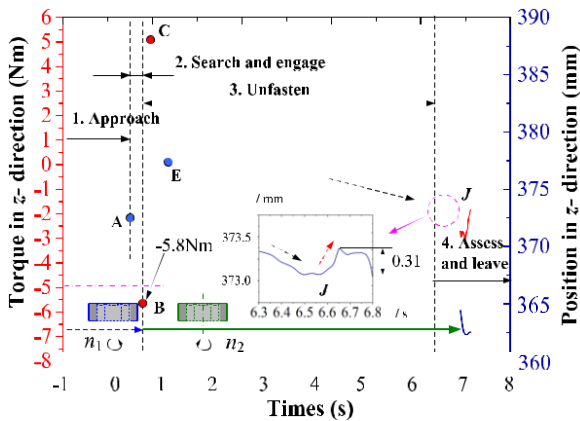 Torque in z- direction (Nm)
6
5
4
3
2
1
0
-1
-2
-3
-4
-5
-6
-7
-8
C
2. Search and engage
3. Unfasten
1. Approach
E
A
J
/ mm
373.5
373.0
J
0.31
6.3 6.4 6.5 6.6 6.7 6.8
/ s
4. Assess
and leave
-5.8Nm
B
n1
n2
-1 0 1 2 3 4 5 6 7 8
Times (s)
390
385
380
375
370
365
360
Position in z- direction (mm)